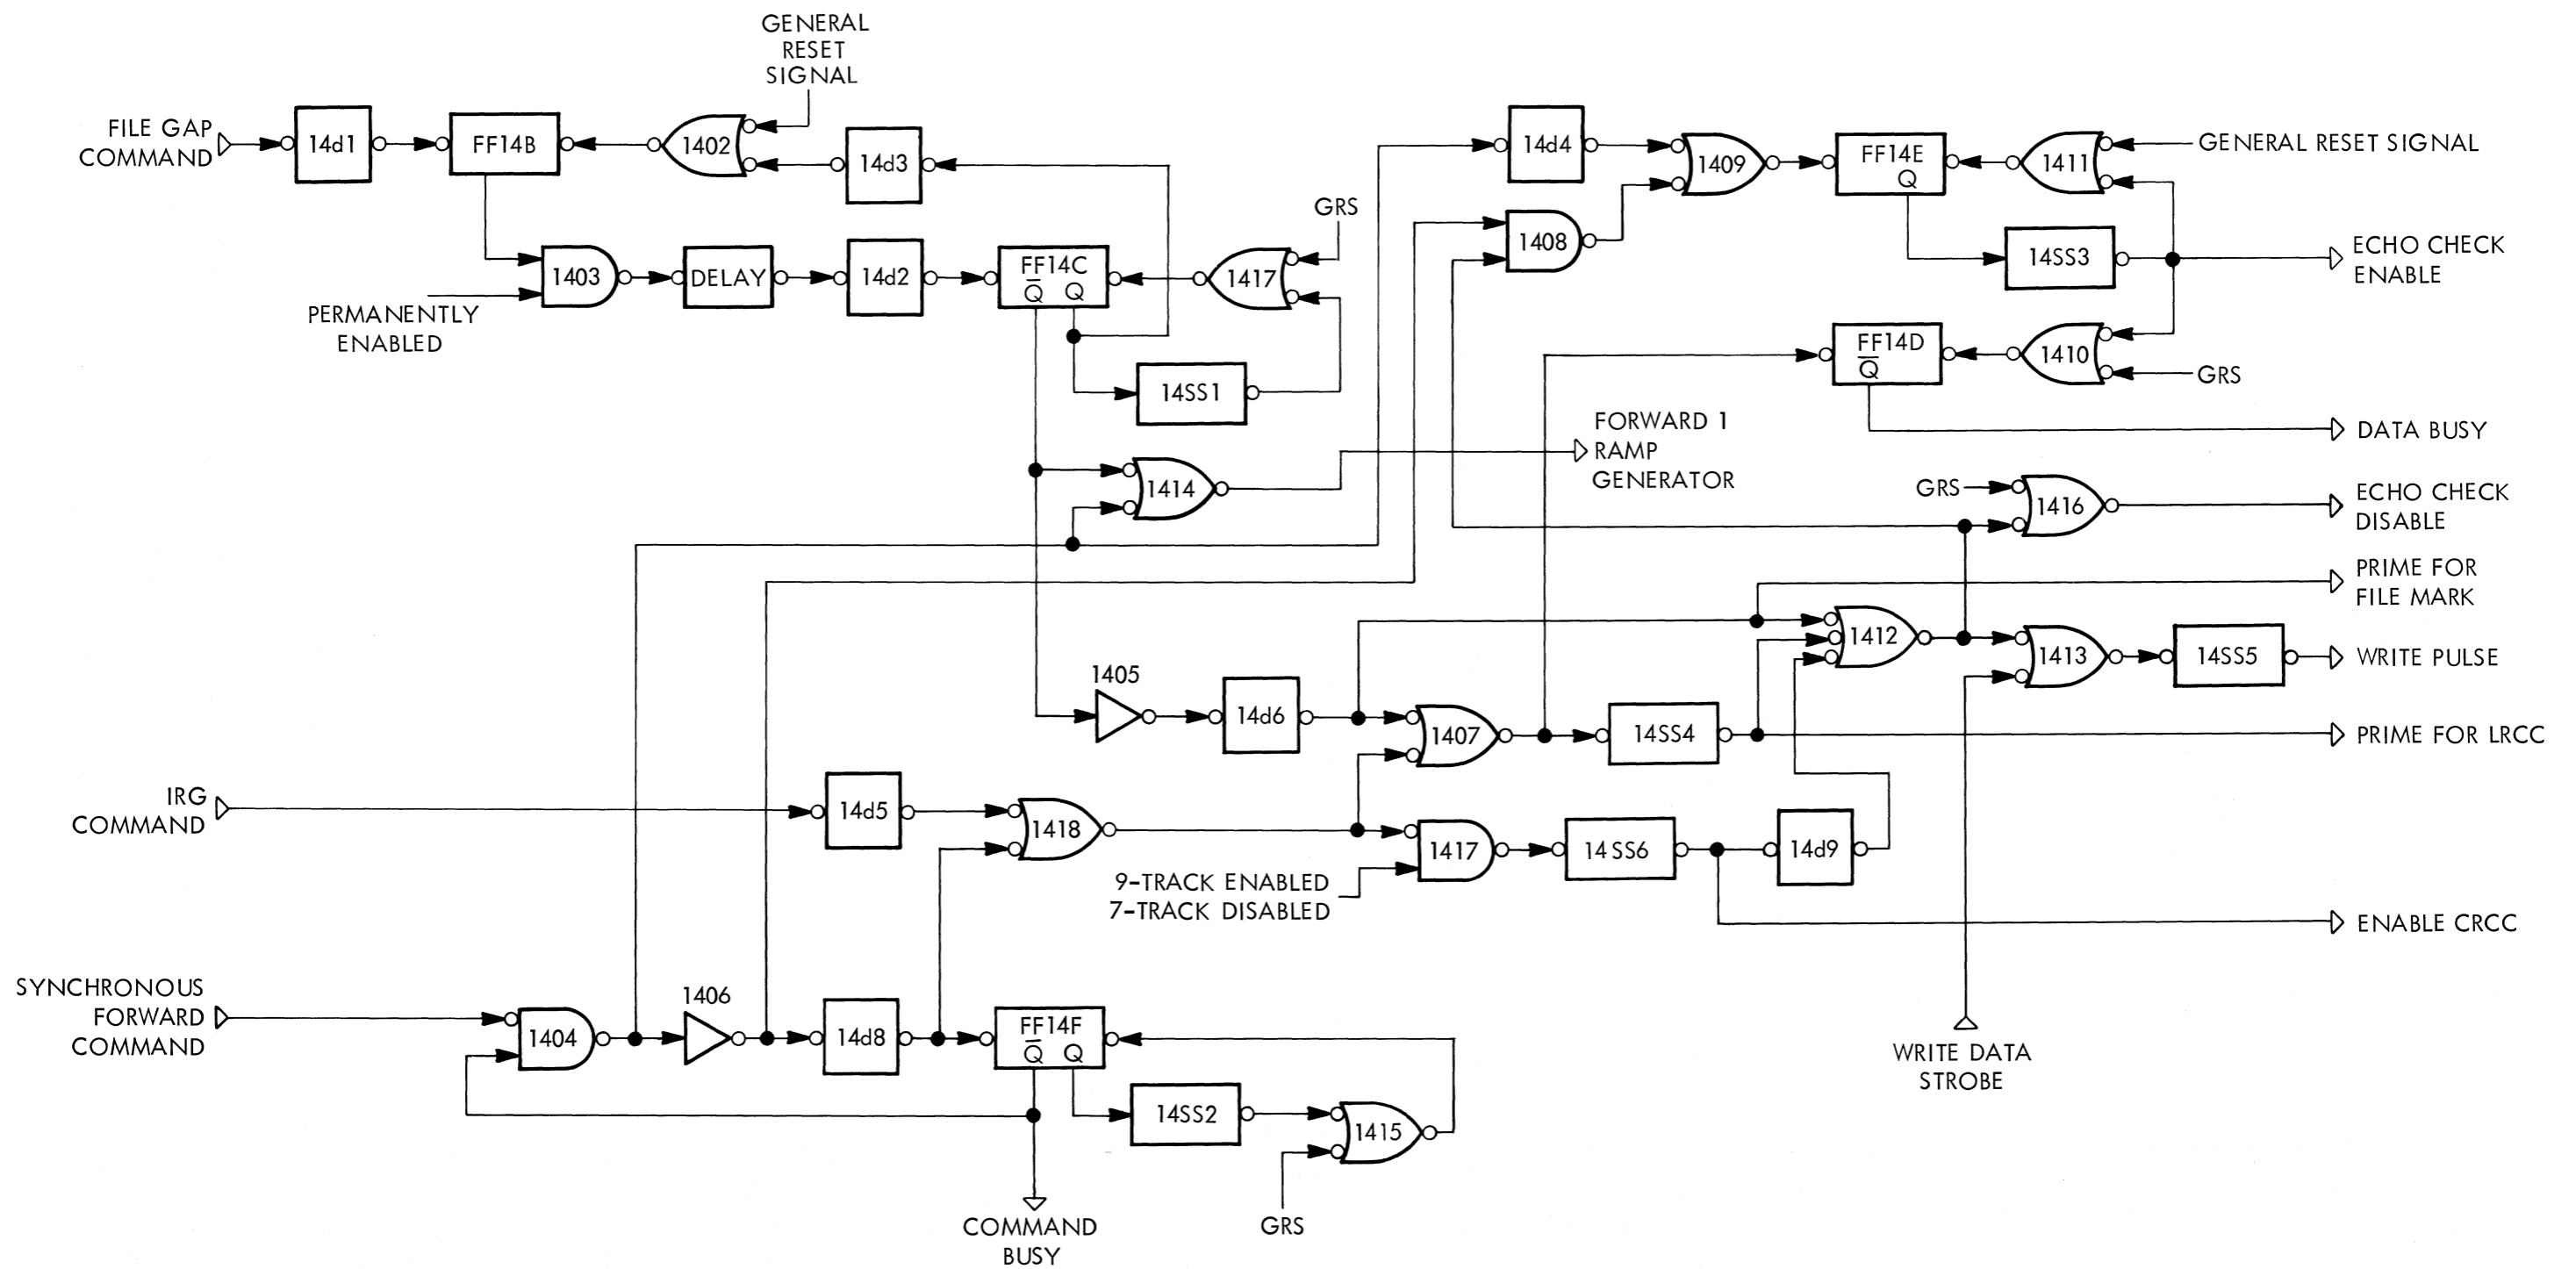 GENERAL
RESET
SIGNAL
FILE GAP
COMMAND
14d1
FF14B
1402
14d3
14d4
1409
FF14E
Q
1411
GENERAL RESET SIGNAL
GRS
1408
14SS3
ECHO CHECK
ENABLE
1403
DELAY
14d2
FF14C
Q Q
1417
PERMANENTLY
ENABLED
14SS1
FF14D
Q
1410
GRS
DATA BUSY
FORWARD 1
RAMP
GENERATOR
1414
GRS
1416
ECHO CHECK
DISABLE
PRIME FOR
FILE MARK
1412
1413
14SS5
WRITE PULSE
1405
14d6
1407
14SS4
PRIME FOR LRCC
IRG
COMMAND
14d5
1418
1417
14SS6
14d9
9-TRACK ENABLED
7-TRACK DISABLED
ENABLE CRCC
SYNCHRONOUS
FORWARD
COMMAND
1404
1406
14d8
FF14F
Q Q
14SS2
1415
WRITE DATA
STROBE
COMMAND
BUSY
GRS